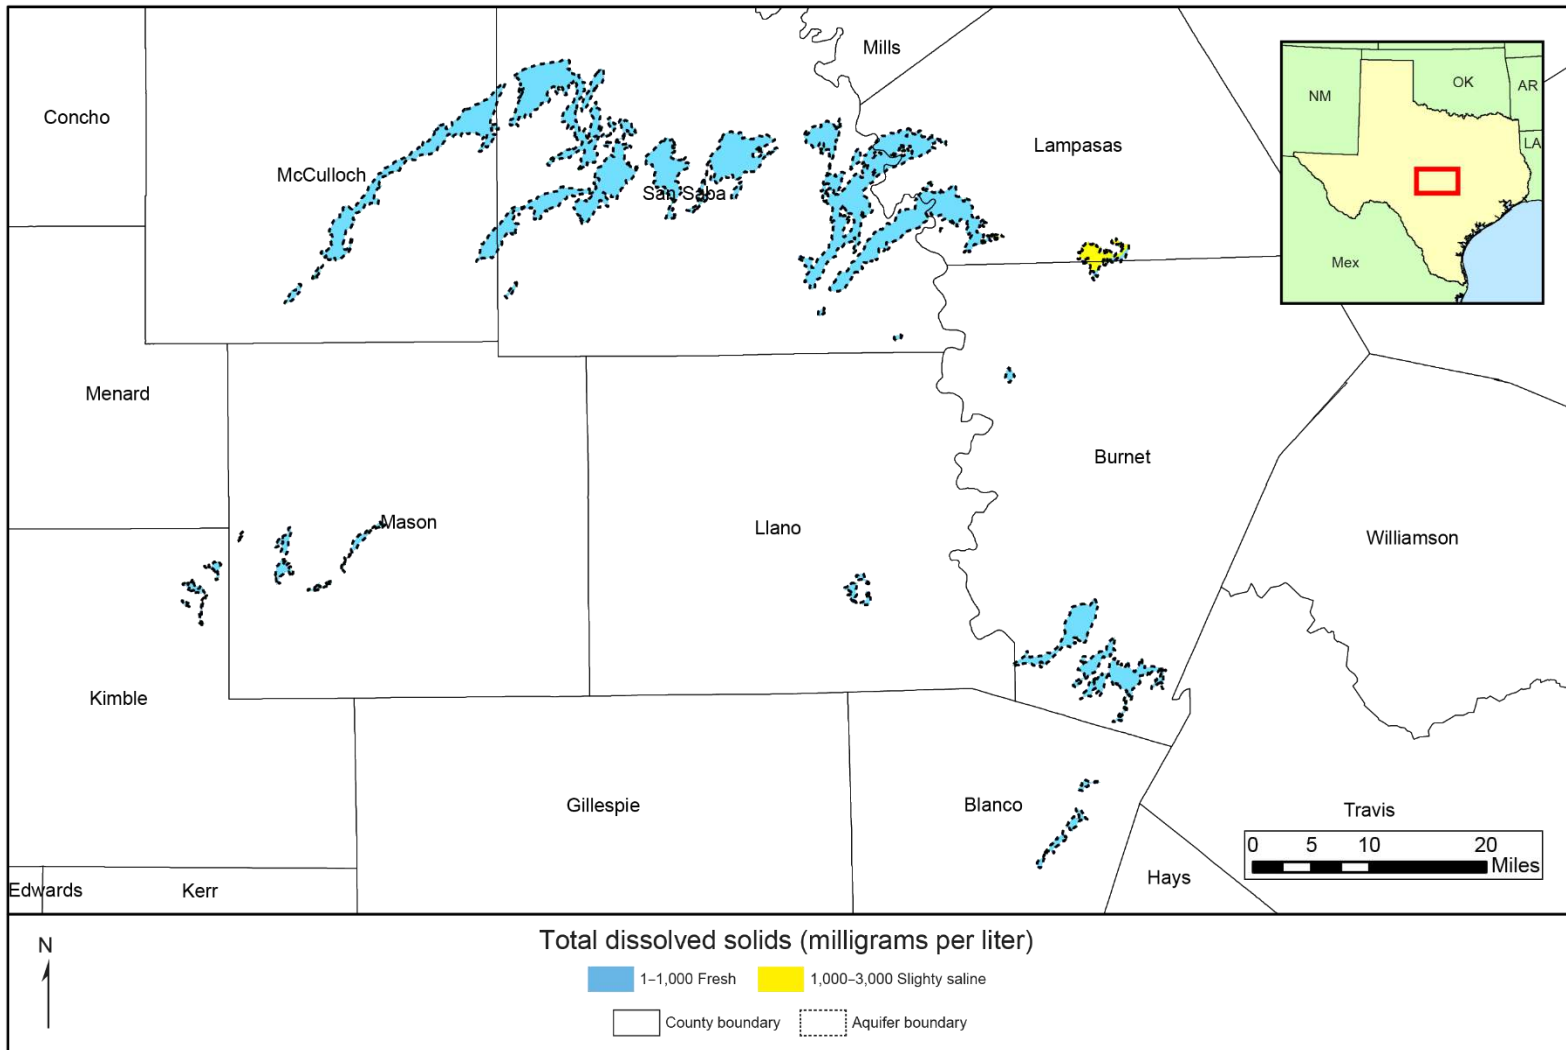 Mills
NM
OK
AR
LA
Mex
Concho
Lampasas
McCulloch
San Saba
Menard
Burnet
Mason
Llano
Williamson
Kimble
Gillespie
Blanco
Travis
0 5 10 20
Miles
Edwards
Kerr
Hays
N
Total dissolved solids (milligrams per liter)
1–1,000 Fresh
1,000–3,000 Slighty saline
County boundary
Aquifer boundary